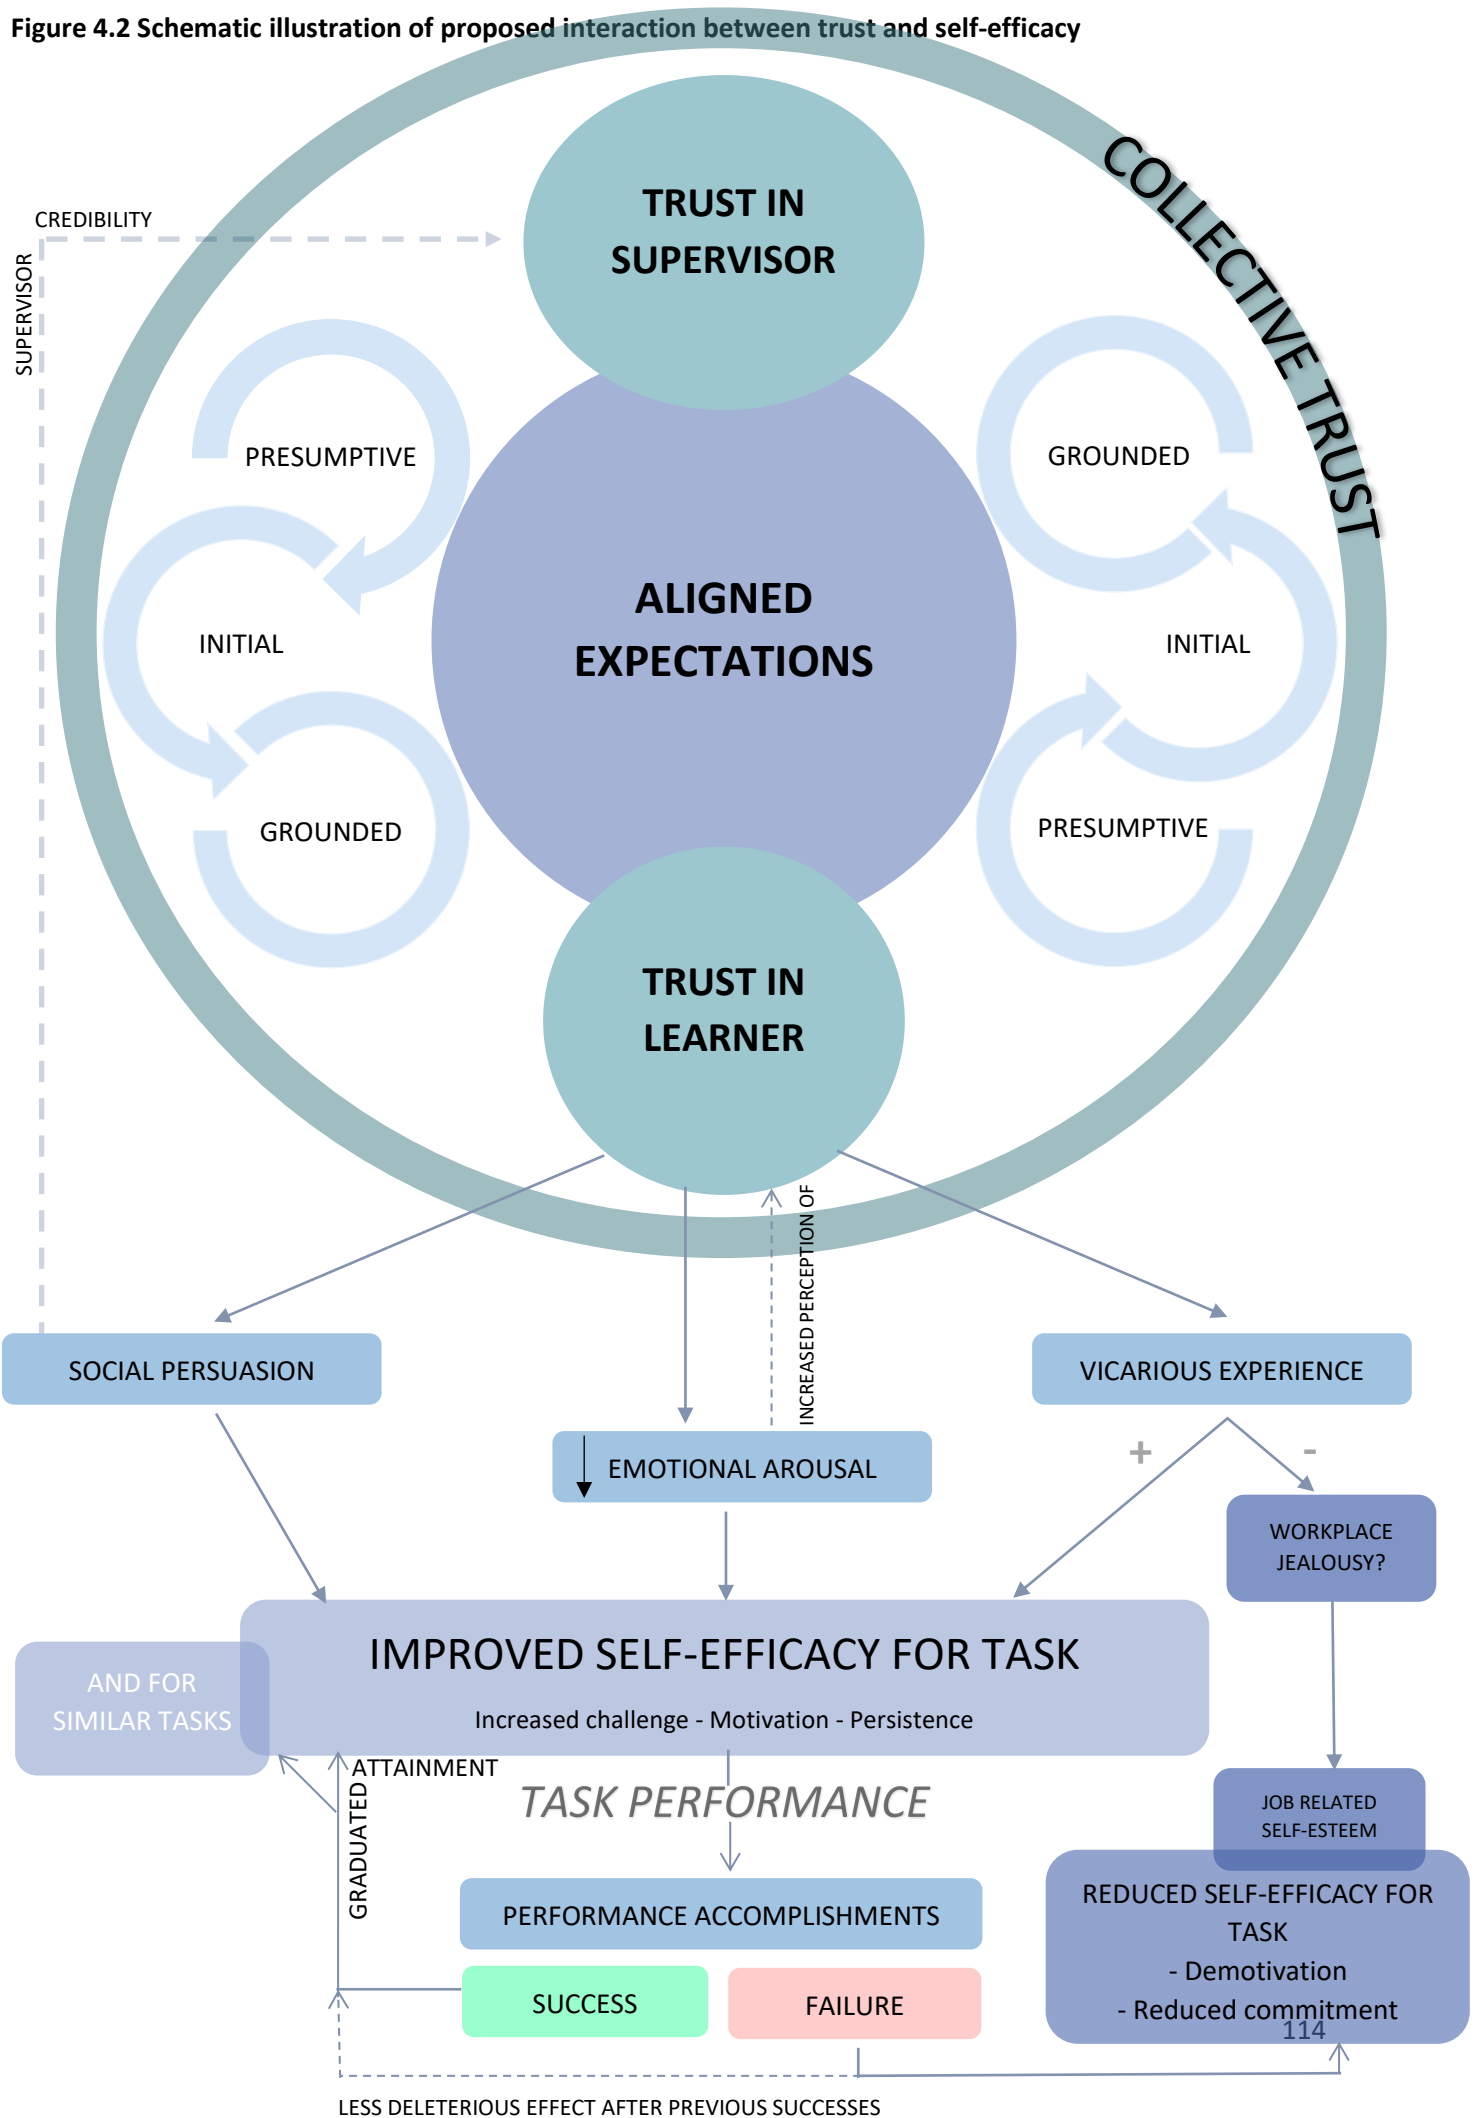 Figure 4.2 Schematic illustration of proposed interaction between trust and self-efficacy
COLLECTIVE TRUST
TRUST IN
SUPERVISOR
CREDIBILITY
SUPERVISOR
PRESUMPTIVE
GROUNDED
ALIGNED
EXPECTATIONS
INITIAL
INITIAL
GROUNDED
PRESUMPTIVE
TRUST IN
LEARNER
INCREASED PERCEPTION OF
SOCIAL PERSUASION
VICARIOUS EXPERIENCE
EMOTIONAL AROUSAL
+
-
WORKPLACE
JEALOUSY?
IMPROVED SELF-EFFICACY FOR TASK
Increased challenge - Motivation - Persistence
AND FOR
SIMILAR TASKS
ATTAINMENT
GRADUATED
TASK PERFORMANCE
JOB RELATED
SELF-ESTEEM
PERFORMANCE ACCOMPLISHMENTS
REDUCED SELF-EFFICACY FOR
TASK
- Demotivation
- Reduced commitment
SUCCESS
FAILURE
114
LESS DELETERIOUS EFFECT AFTER PREVIOUS SUCCESSES